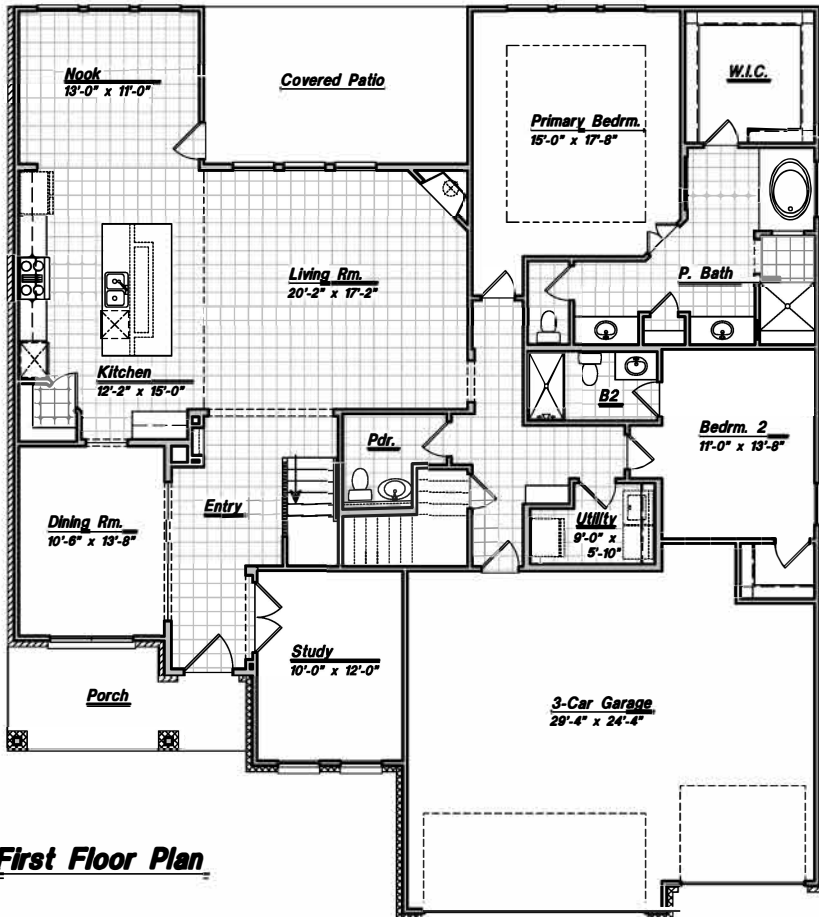 Nook
13'-0" x 11'-0"
Covered Patio
Primary Bedrm.
15'-0" x 17'-8"
W.I.C.
Living Rm.
20'-2" x 17'-2"
P. Bath
Kitchen
12'-2" x 15'-0"
B2
Bedrm. 2
11'-0" x 13'-8"
Pdr.
Entry
Dining Rm.
10'-6" x 13'-8"
Utility
9'-0" x
5'-10"
Study
10'-0" x 12'-0"
Porch
3-Car Garage
29'-4" x 24'-4"
First Floor Plan